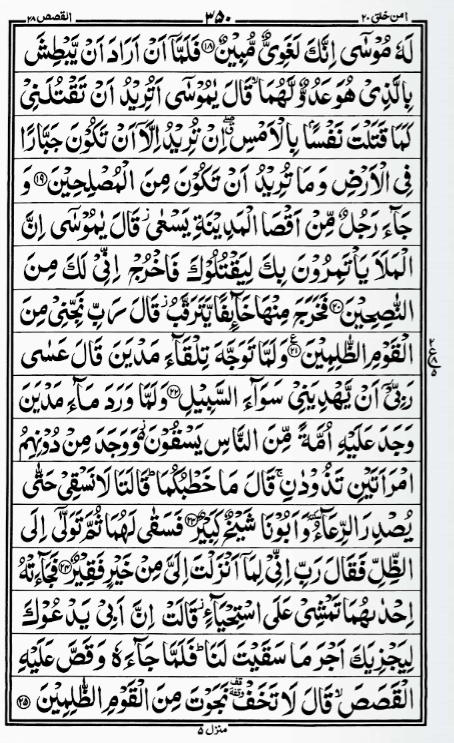 امن خلق ٢٠ ٣٥٠ القصص ٢٨
لَهٗ مُوْسٰۤى اِنَّكَ لَغَوِىٌّ مُّبِيْنٌ ﴿١٨﴾ فَلَمَّاۤ اَنْ اَرَادَ اَنْ يَّبْطِشَ
بِالَّذِىْ هُوَ عَدُوٌّ لَّهُمَا ۙ قَالَ يٰمُوْسٰٓى اَتُرِيْدُ اَنْ تَقْتُلَنِىْ
كَمَا قَتَلْتَ نَفْسًۢا بِالْاَمْسِ ۖ اِنْ تُرِيْدُ اِلَّاۤ اَنْ تَكُوْنَ جَبَّارًا
فِى الْاَرْضِ وَ مَا تُرِيْدُ اَنْ تَكُوْنَ مِنَ الْمُصْلِحِيْنَ ﴿١٩﴾ وَ
جَآءَ رَجُلٌ مِّنْ اَقْصَا الْمَدِيْنَةِ يَسْعٰى ۡ قَالَ يٰمُوْسٰٓى اِنَّ
الْمَلَاَ يَاْتَمِرُوْنَ بِكَ لِيَقْتُلُوْكَ فَاخْرُجْ اِنِّىْ لَكَ مِنَ
النّٰصِحِيْنَ ﴿٢٠﴾ فَخَرَجَ مِنْهَا خَآئِفًا يَّتَرَقَّبُ ۡ قَالَ رَبِّ نَجِّنِىْ مِنَ
الْقَوْمِ الظّٰلِمِيْنَ ﴿٢١﴾ ع وَلَمَّا تَوَجَّهَ تِلْقَآءَ مَدْيَنَ قَالَ عَسٰى
رَبِّىْۤ اَنْ يَّهْدِيَنِىْ سَوَآءَ السَّبِيْلِ ﴿٢٢﴾ وَلَمَّا وَرَدَ مَآءَ مَدْيَنَ
وَجَدَ عَلَيْهِ اُمَّةً مِّنَ النَّاسِ يَسْقُوْنَ ۬ وَوَجَدَ مِنْ دُوْنِهِمُ
امْرَاَتَيْنِ تَذُوْدٰنِ ۚ قَالَ مَا خَطْبُكُمَا ؕ قَالَتَا لَا نَسْقِىْ حَتّٰى
يُصْدِرَ الرِّعَآءُ ٚ وَاَبُوْنَا شَيْخٌ كَبِيْرٌ ﴿٢٣﴾ فَسَقٰى لَهُمَا ثُمَّ تَوَلّٰۤى اِلَى
الظِّلِّ فَقَالَ رَبِّ اِنِّىْ لِمَاۤ اَنْزَلْتَ اِلَىَّ مِنْ خَيْرٍ فَقِيْرٌ ﴿٢٤﴾ فَجَآءَتْهُ
اِحْدٰىهُمَا تَمْشِىْ عَلَى اسْتِحْيَآءٍ ۡ قَالَتْ اِنَّ اَبِىْ يَدْعُوْكَ
لِيَجْزِيَكَ اَجْرَ مَا سَقَيْتَ لَنَا ؕ فَلَمَّا جَآءَهٗ وَ قَصَّ عَلَيْهِ
الْقَصَصَ ۙ قَالَ لَا تَخَفْ ۥ نَجَوْتَ مِنَ الْقَوْمِ الظّٰلِمِيْنَ ﴿٢٥﴾
منزل ٥